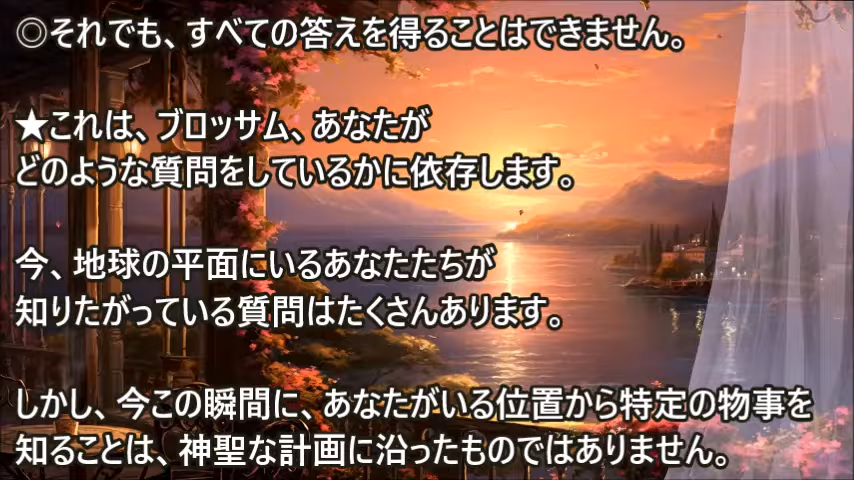 ◎それでも、すべての答えを得ることはできません。
★これは、ブロッサム、あなたが
どのような質問をしているかに依存します。
今、地球の平面にいるあなたたちが
知りたがっている質問はたくさんあります。
しかし、今この瞬間に、あなたがいる位置から特定の物事を
知ることは、神聖な計画に沿ったものではありません。